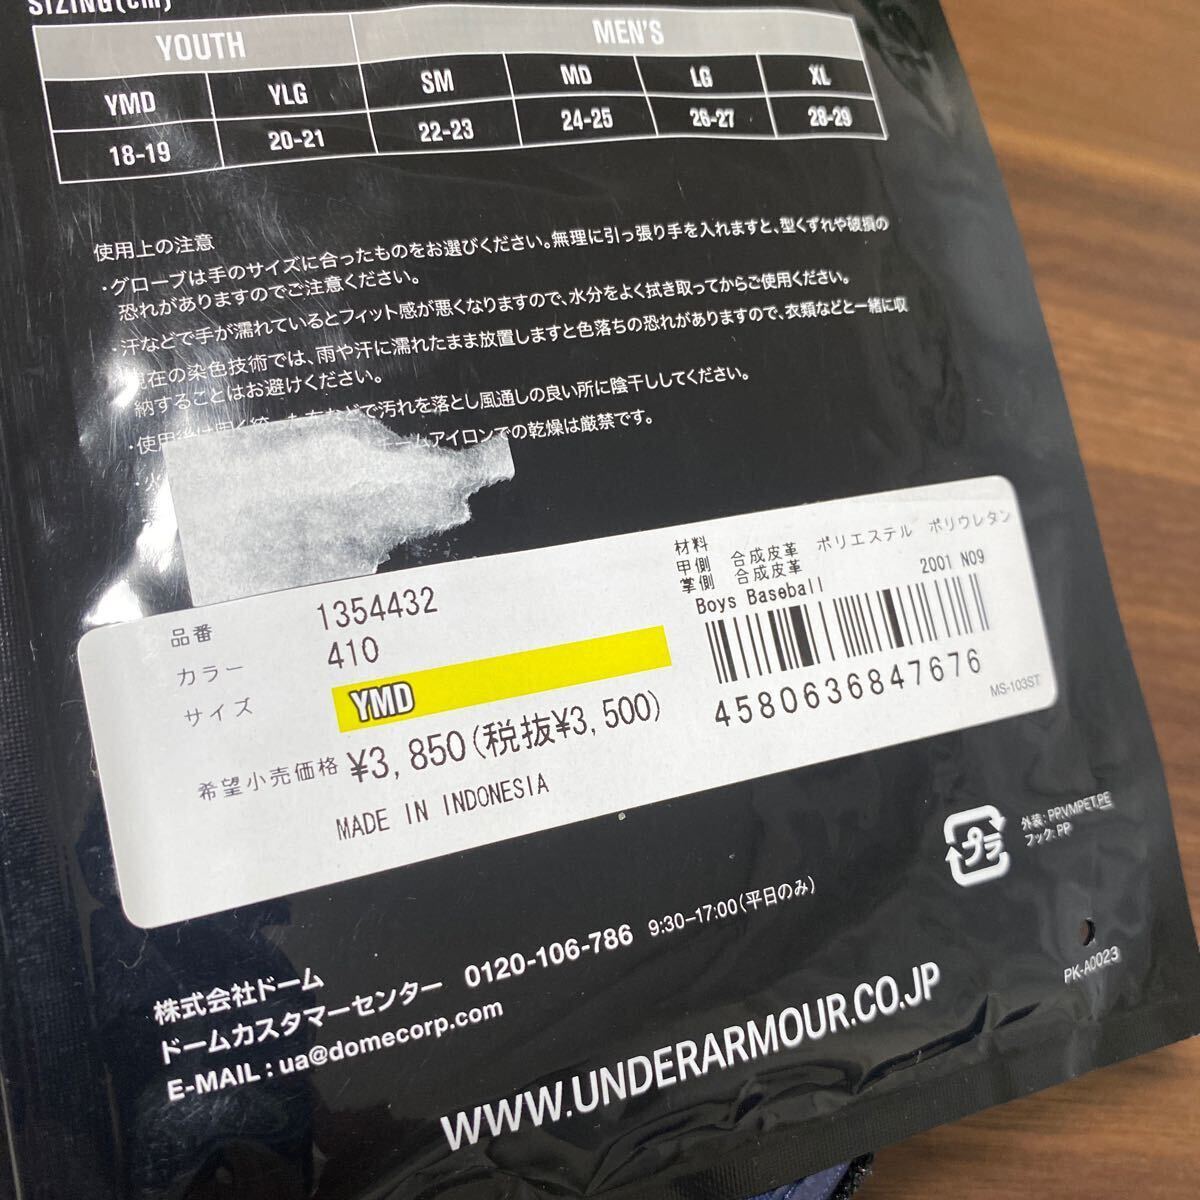 SIZING(cm)
YOUTH MEN'S
YMD YLG SM MD LG XL
18-19 20-21 22-23 24-25 26-27 28-29
使用上の注意
・グローブは手のサイズに合ったものをお選びください。無理に引っ張り手を入れますと、型くずれや破損の
恐れがありますのでご注意ください。
・汗などで手が濡れているとフィット感が悪くなりますので、水分をよく拭き取ってからご使用ください。
現在の染色技術では、雨や汗に濡れたまま放置しますと色落ちの恐れがありますので、衣類などと一緒に収
納することはお避けください。
・使用後は固く絞った布などで汚れを落とし風通しの良い所に陰干ししてください。
ームアイロンでの乾燥は厳禁です。
材料
甲側 合成皮革 ポリエステル ポリウレタン
掌側 合成皮革
Boys Baseball 2001 N09
品番 1354432
カラー 410
サイズ YMD
希望小売価格 ¥3,850(税抜¥3,500)
MADE IN INDONESIA
4580636847676
MS-103ST
プラ
外装:PP,VMPET,PE
フック:PP
株式会社ドーム
ドームカスタマーセンター 0120-106-786 9:30–17:00(平日のみ)
E-MAIL : ua@domecorp.com
WWW.UNDERARMOUR.CO.JP
PK-A0023